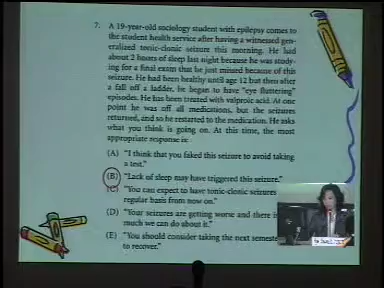 7. A 19-year-old sociology student with epilepsy comes to
the student health service after having a witnessed gen-
eralized tonic-clonic seizure this morning. He had
about 2 hours of sleep last night because he was study-
ing for a final exam that he just missed because of this
seizure. He had been healthy until age 12 but then after
a fall off a ladder, he began to have "eye fluttering"
episodes. He has been treated with valproic acid. At one
point he was off all medications, but the seizures
returned, and so he restarted to the medication. He asks
what you think is going on. At this time, the most
appropriate response is:
(A) "I think that you faked this seizure to avoid taking
a test."
(B) "Lack of sleep may have triggered this seizure."
(C) "You can expect to have tonic-clonic seizures
regular basis from now on."
(D) "Your seizures are getting worse and there is
much we can do about it."
(E) "You should consider taking the next semeste
to recover."